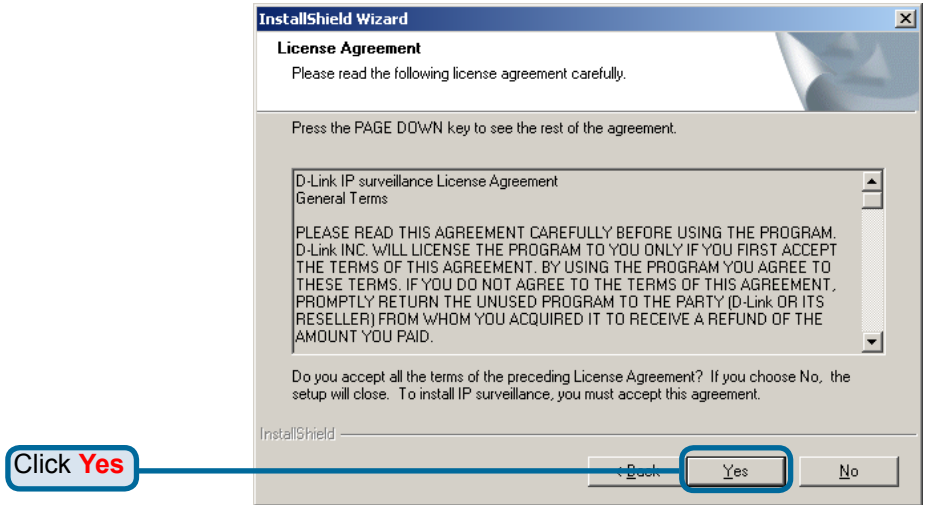 InstallShield Wizard
License Agreement
Please read the following license agreement carefully.
Press the PAGE DOWN key to see the rest of the agreement.
D-Link IP surveillance License Agreement
General Terms
PLEASE READ THIS AGREEMENT CAREFULLY BEFORE USING THE PROGRAM.
D-Link INC. WILL LICENSE THE PROGRAM TO YOU ONLY IF YOU FIRST ACCEPT
THE TERMS OF THIS AGREEMENT. BY USING THE PROGRAM YOU AGREE TO
THESE TERMS. IF YOU DO NOT AGREE TO THE TERMS OF THIS AGREEMENT,
PROMPTLY RETURN THE UNUSED PROGRAM TO THE PARTY (D-Link OR ITS
RESELLER) FROM WHOM YOU ACQUIRED IT TO RECEIVE A REFUND OF THE
AMOUNT YOU PAID.
Do you accept all the terms of the preceding License Agreement? If you choose No, the
setup will close. To install IP surveillance, you must accept this agreement.
InstallShield
Click Yes
< Back Yes No